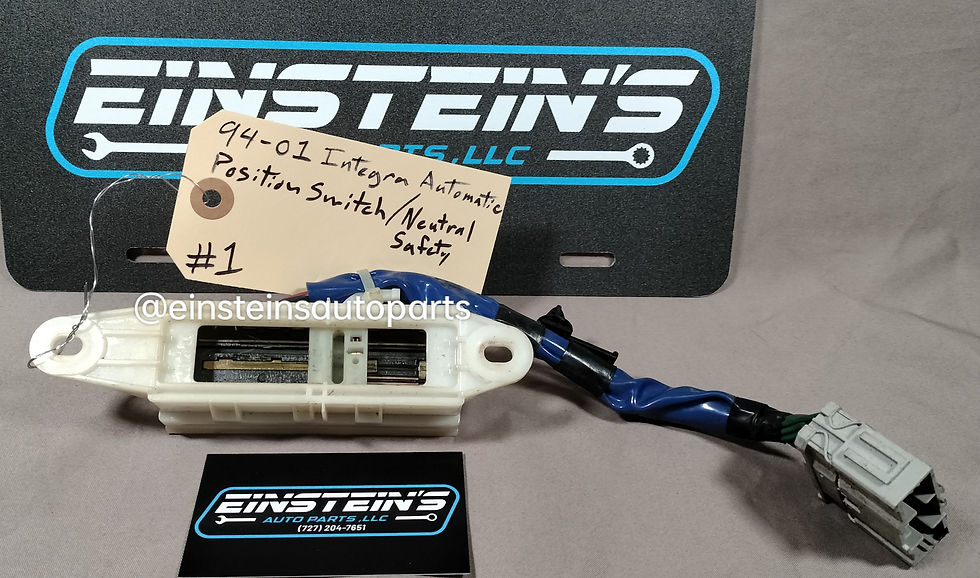 EINSTEIN'S
PARTS, LLC
94-01 Integra Automatic
Position Switch/Neutral
Safety
#1
@einsteinsautoparts
EINSTEIN'S
AUTO PARTS, LLC
(727) 204-7651